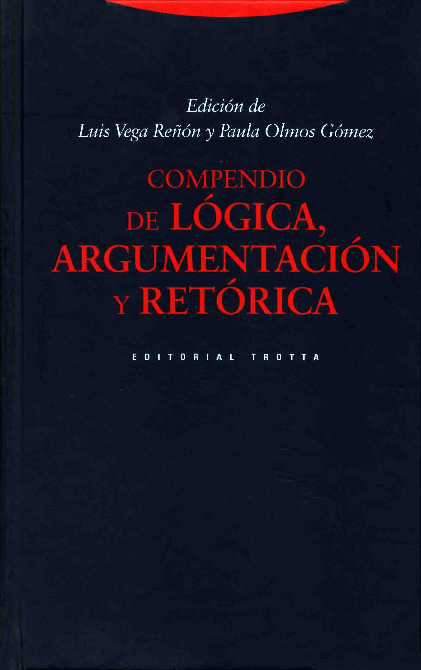 Edición de
Luis Vega Reñón y Paula Olmos Gómez
COMPENDIO
DE LÓGICA,
ARGUMENTACIÓN
Y RETÓRICA
EDITORIAL TROTTA